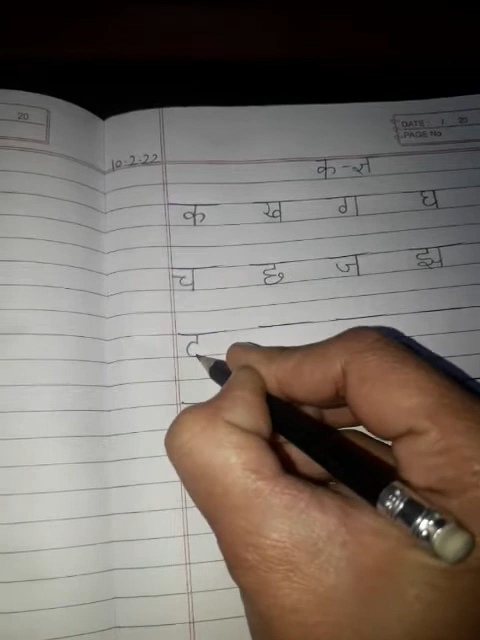 20
DATE: / 20
PAGE NO
10-2-22
क-ज्ञ
क ख ग घ
च छ ज झ
ट